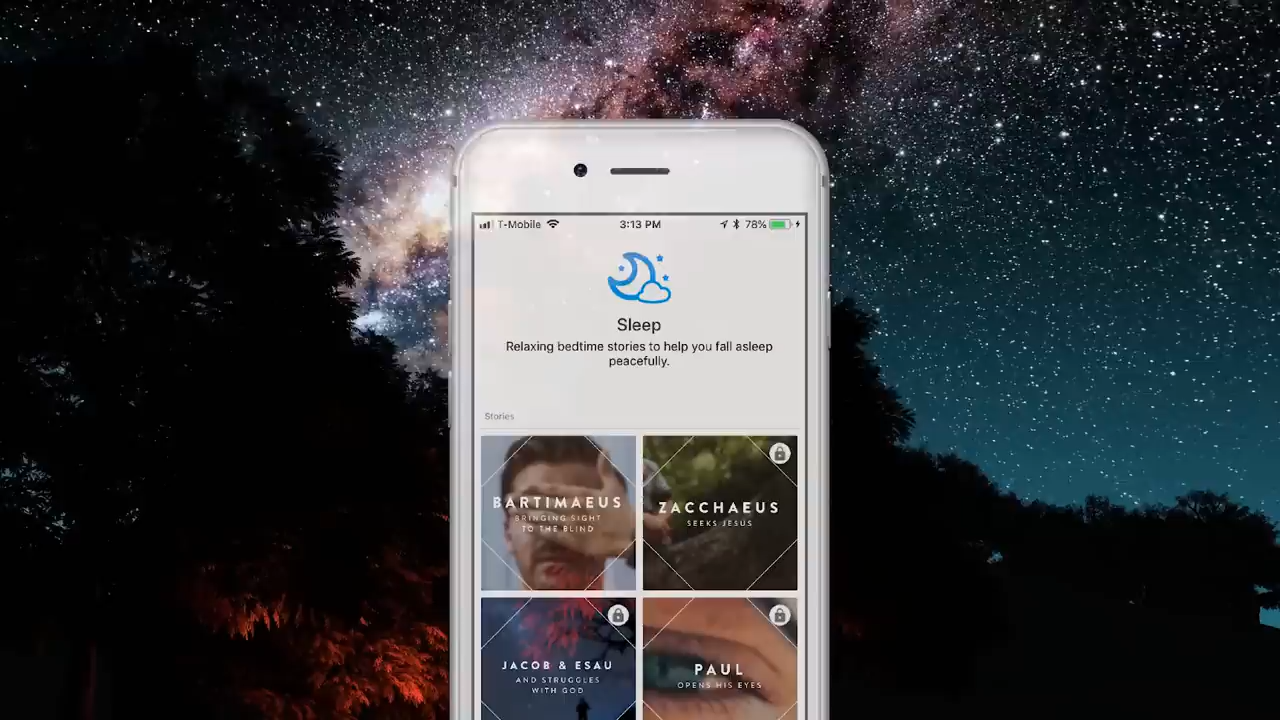 T-Mobile 3:13 PM 78%
Sleep
Relaxing bedtime stories to help you fall asleep
peacefully.
Stories
BARTIMAEUS
BRINGING SIGHT
TO THE BLIND
ZACCHAEUS
SEEKS JESUS
JACOB & ESAU
AND STRUGGLES
WITH GOD
PAUL
OPENS HIS EYES